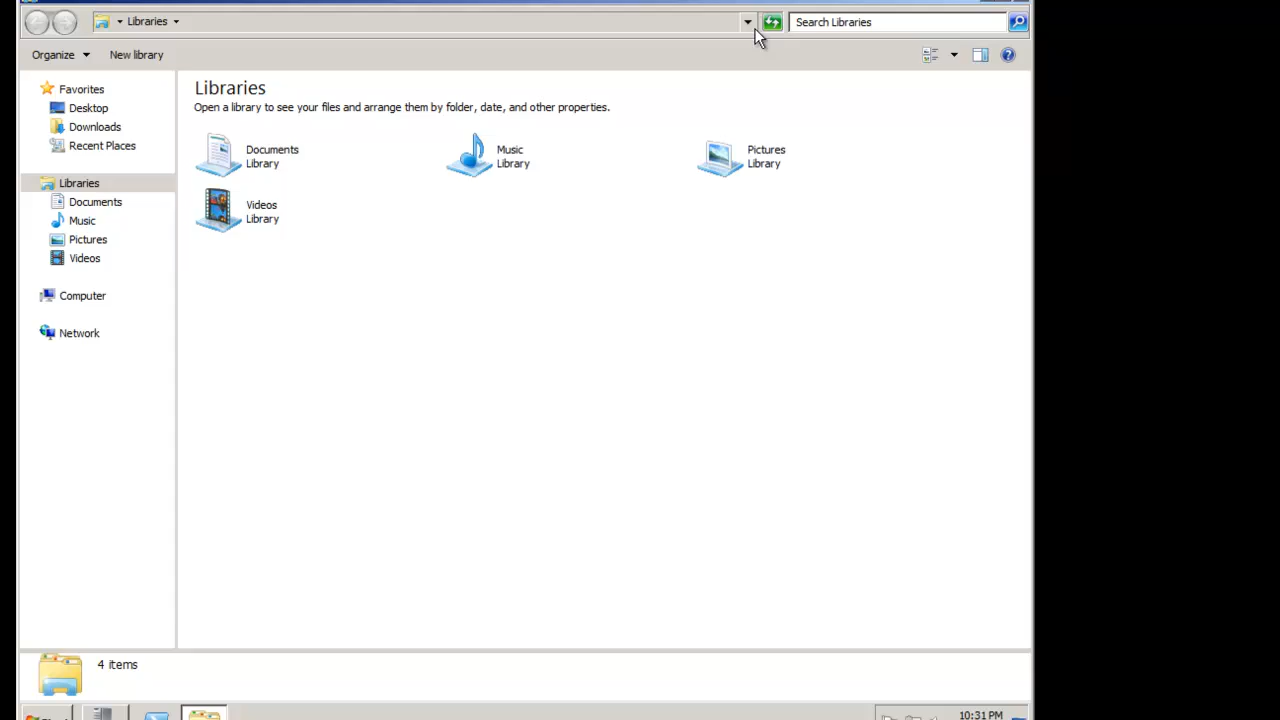 Libraries
Search Libraries
Organize
New library
Favorites
Desktop
Downloads
Recent Places
Libraries
Documents
Music
Pictures
Videos
Computer
Network
Libraries
Open a library to see your files and arrange them by folder, date, and other properties.
Documents
Library
Music
Library
Pictures
Library
Videos
Library
4 items
10:31 PM